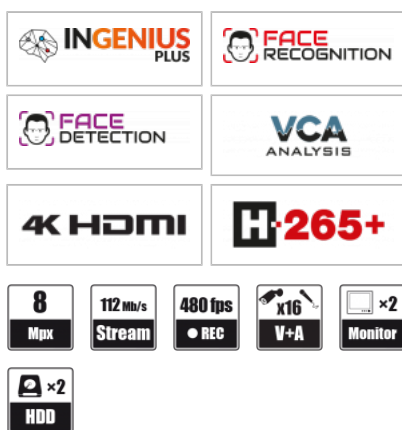 INGENIUS
PLUS
FACE
RECOGNITION
FACE
DETECTION
VCA
ANALYSIS
4K HDMI
H·265+
8
Mpx
112 Mb/s
Stream
480 fps
● REC
x16
V+A
×2
Monitor
×2
HDD